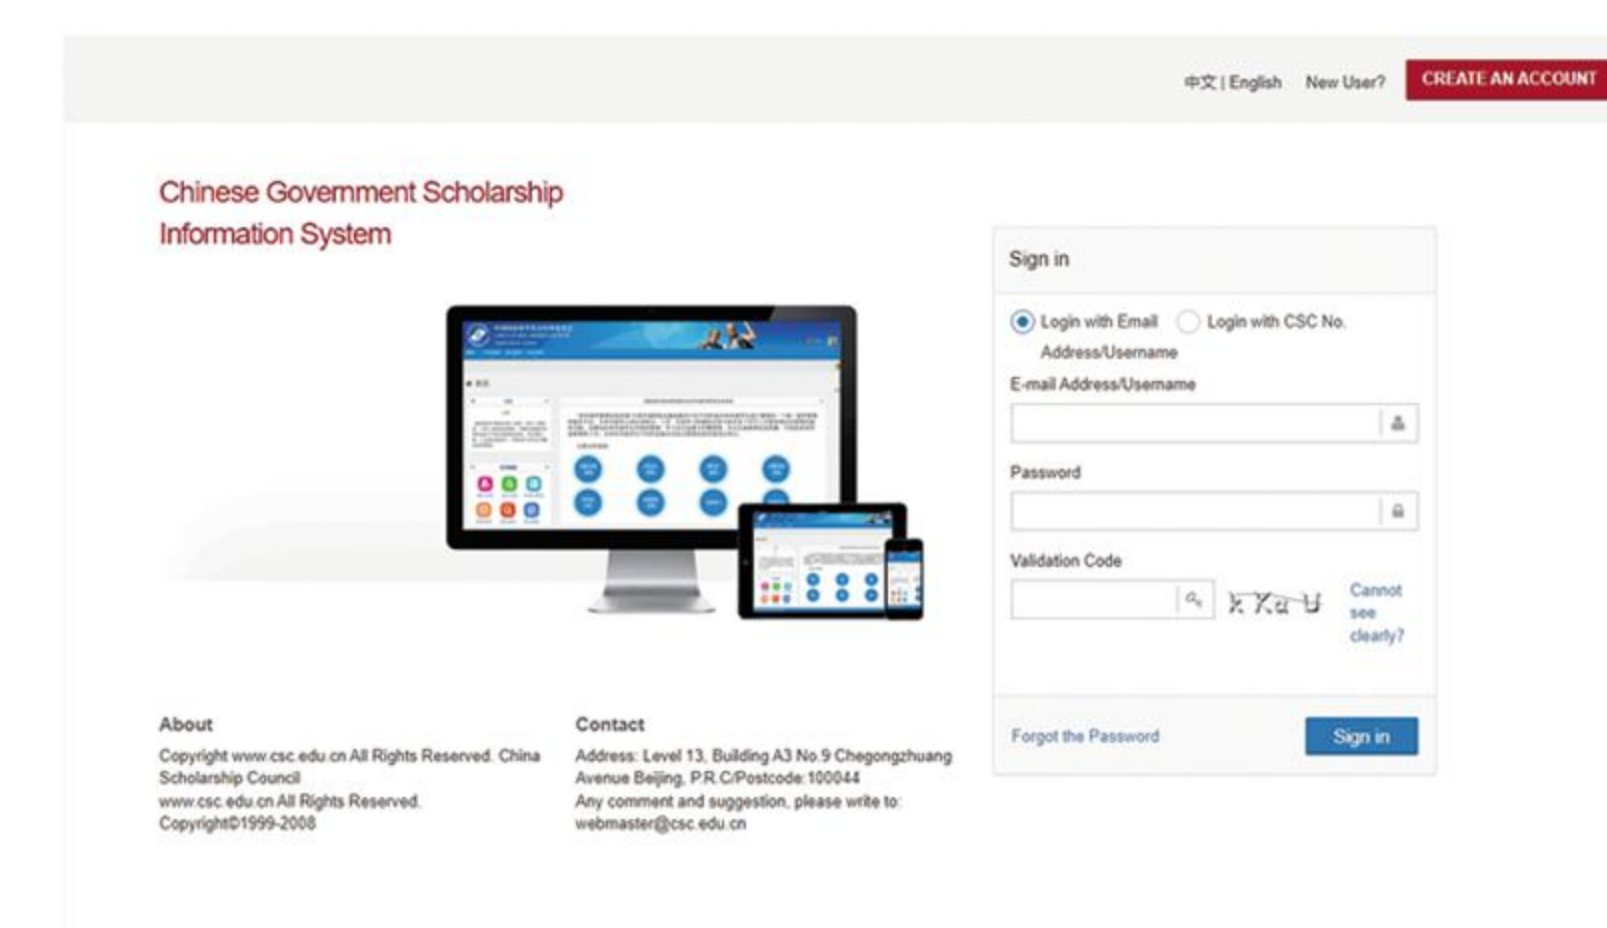 中文 | English New User? CREATE AN ACCOUNT
Chinese Government Scholarship
Information System
Sign in
Login with Email Login with CSC No.
Address/Username
E-mail Address/Username
Password
Validation Code
Cannot
see
clearly?
Forgot the Password Sign in
About
Copyright www.csc.edu.cn All Rights Reserved. China
Scholarship Council
www.csc.edu.cn All Rights Reserved.
Copyright©1999-2008
Contact
Address: Level 13, Building A3 No.9 Chegongzhuang
Avenue Beijing, P.R.C/Postcode:100044
Any comment and suggestion, please write to:
webmaster@csc.edu.cn